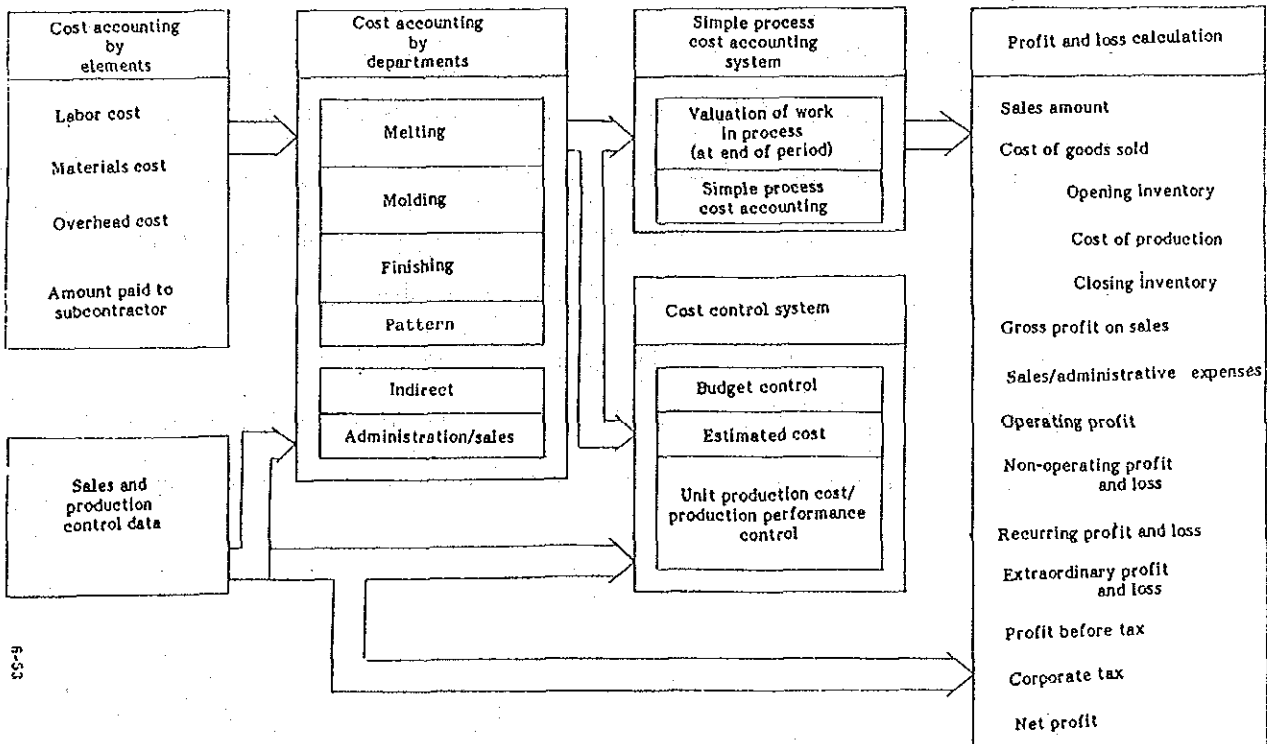 Cost accounting
by
elements
Labor cost
Materials cost
Overhead cost
Amount paid to
subcontractor
Sales and
production
control data
Cost accounting
by
departments
Melting
Molding
Finishing
Pattern
Indirect
Administration/sales
Simple process
cost accounting
system
Valuation of work
in process
(at end of period)
Simple process
cost accounting
Cost control system
Budget control
Estimated cost
Unit production cost/
production performance
control
Profit and loss calculation
Sales amount
Cost of goods sold
Opening inventory
Cost of production
Closing inventory
Gross profit on sales
Sales/administrative expenses
Operating profit
Non-operating profit
and loss
Recurring profit and loss
Extraordinary profit
and loss
Profit before tax
Corporate tax
Net profit
6-53